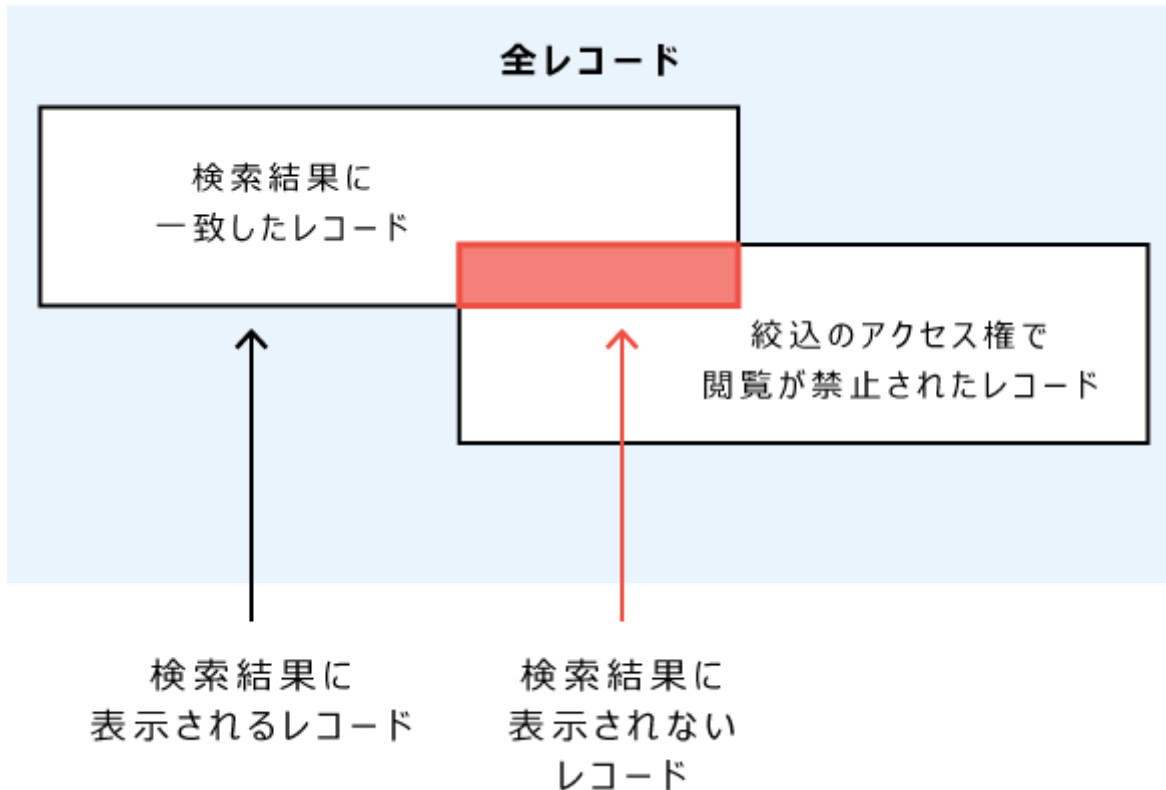 全レコード
検索結果に
一致したレコード
絞込のアクセス権で
閲覧が禁止されたレコード
検索結果に
表示されるレコード
検索結果に
表示されない
レコード